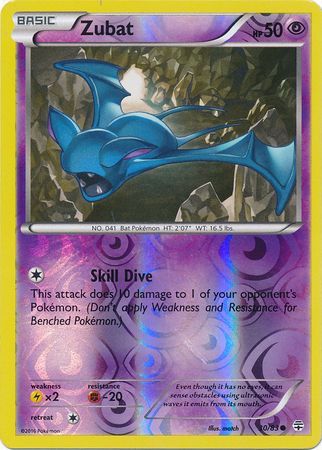 BASIC
Zubat
HP50
NO. 041 Bat Pokémon HT: 2'07" WT: 16.5 lbs.
Skill Dive
This attack does 10 damage to 1 of your opponent's
Pokémon. (Don't apply Weakness and Resistance for
Benched Pokémon.)
weakness
×2
resistance
-20
retreat
Even though it has no eyes, it can
sense obstacles using ultrasonic
waves it emits from its mouth.
Illus. match
30/83
©2016 Pokémon